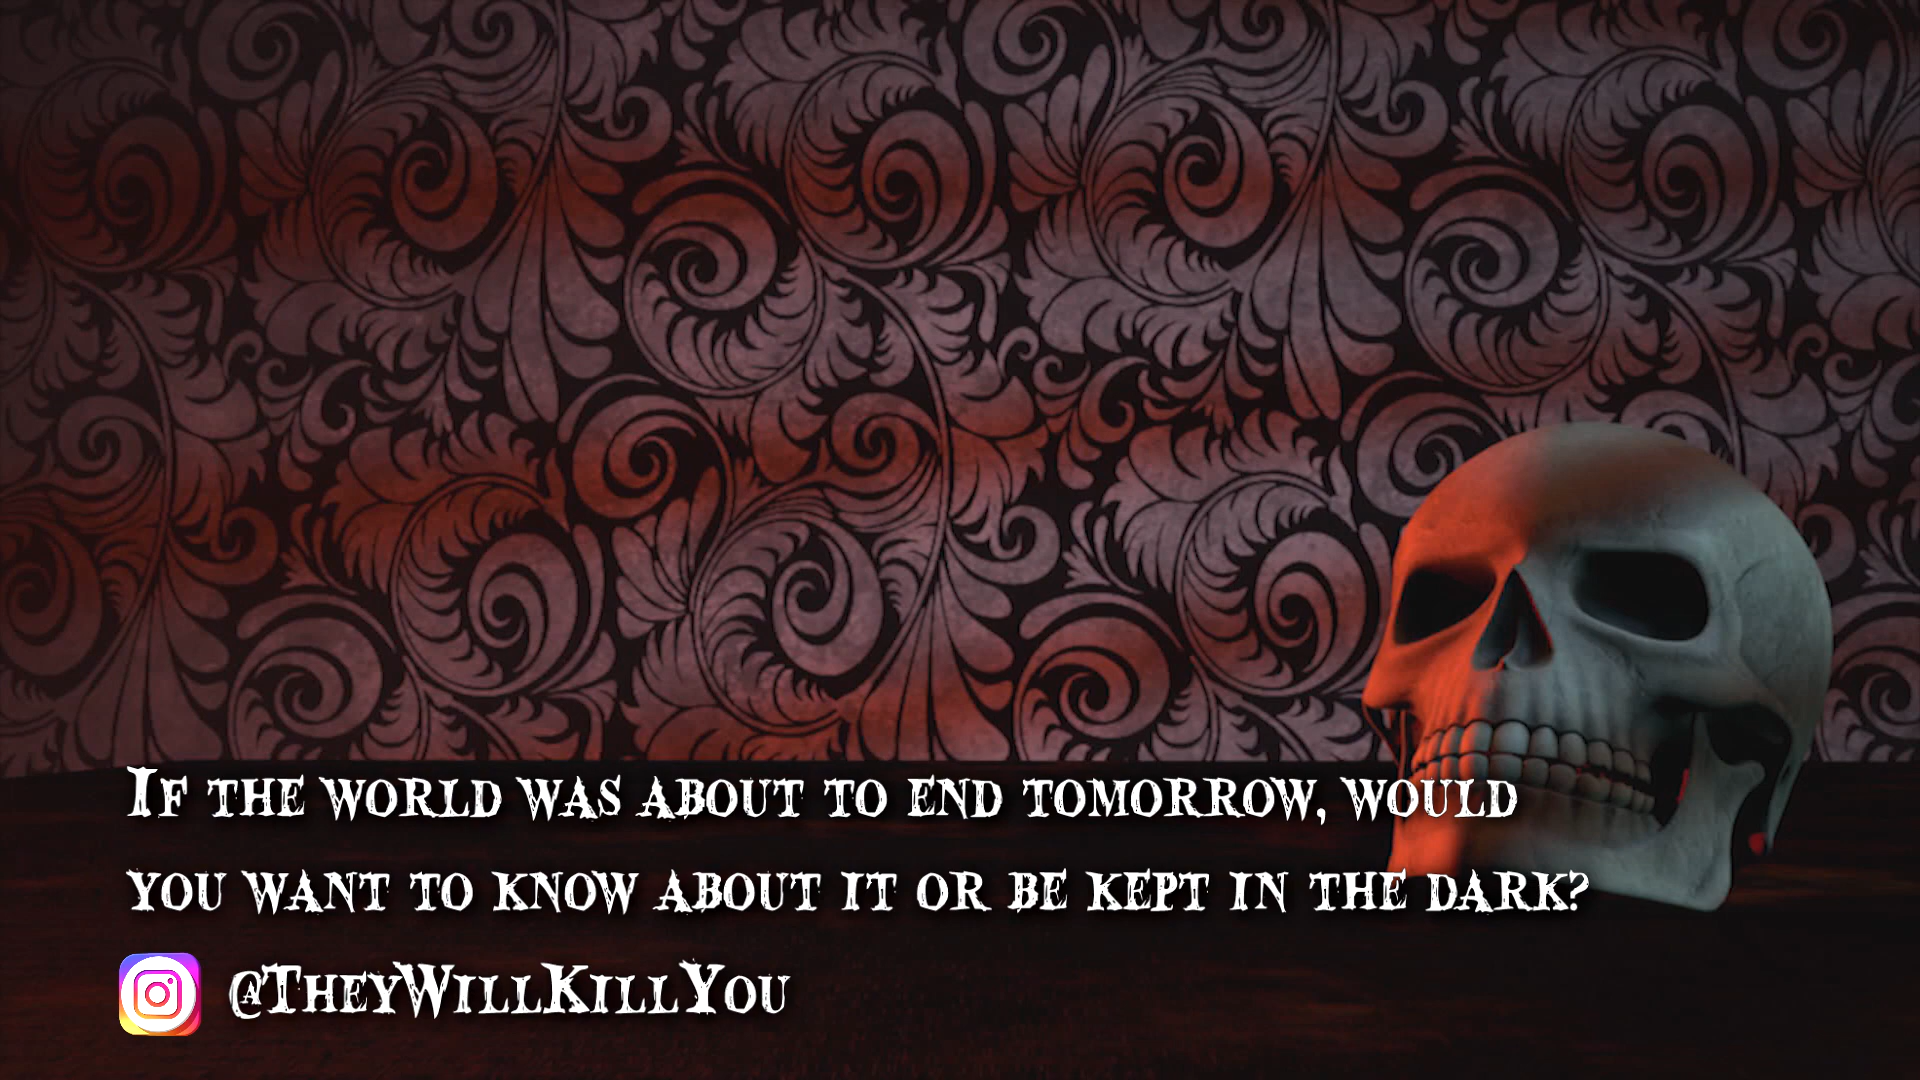 If the world was about to end tomorrow, would
you want to know about it or be kept in the dark?
@TheyWillKillYou